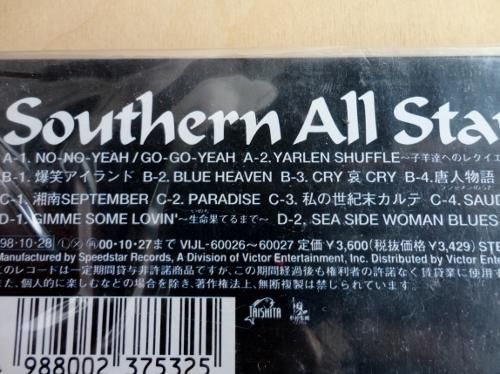 Southern All Sta
A-1. NO-NO-YEAH/GO-GO-YEAH A-2. YARLEN SHUFFLE〜子羊達へのレクイエ
B-1. 爆笑アイランド B-2. BLUE HEAVEN B-3. CRY 哀 CRY B-4. 唐人物語
C-1. 湘南SEPTEMBER C-2. PARADISE C-3. 私の世紀末カルテ C-4. SAUD
D-1. GIMME SOME LOVIN'〜生命果てるまで〜 D-2. SEA SIDE WOMAN BLUES
98・10・28 00・10・27まで VIJL-60026〜60027 定価￥3,600(税抜価格￥3,429) STE
Manufactured by Speedstar Records, A Division of Victor Entertainment, Inc. Distributed by Victor Ente
このレコードは一定期間貸与非許諾商品ですが、この期間経過後も権利者の許諾なく賃貸業に使用す
また、個人的に楽しむなどの場合を除き、著作権法上、無断複製は禁じられています。
TAISHITA
988002 375325